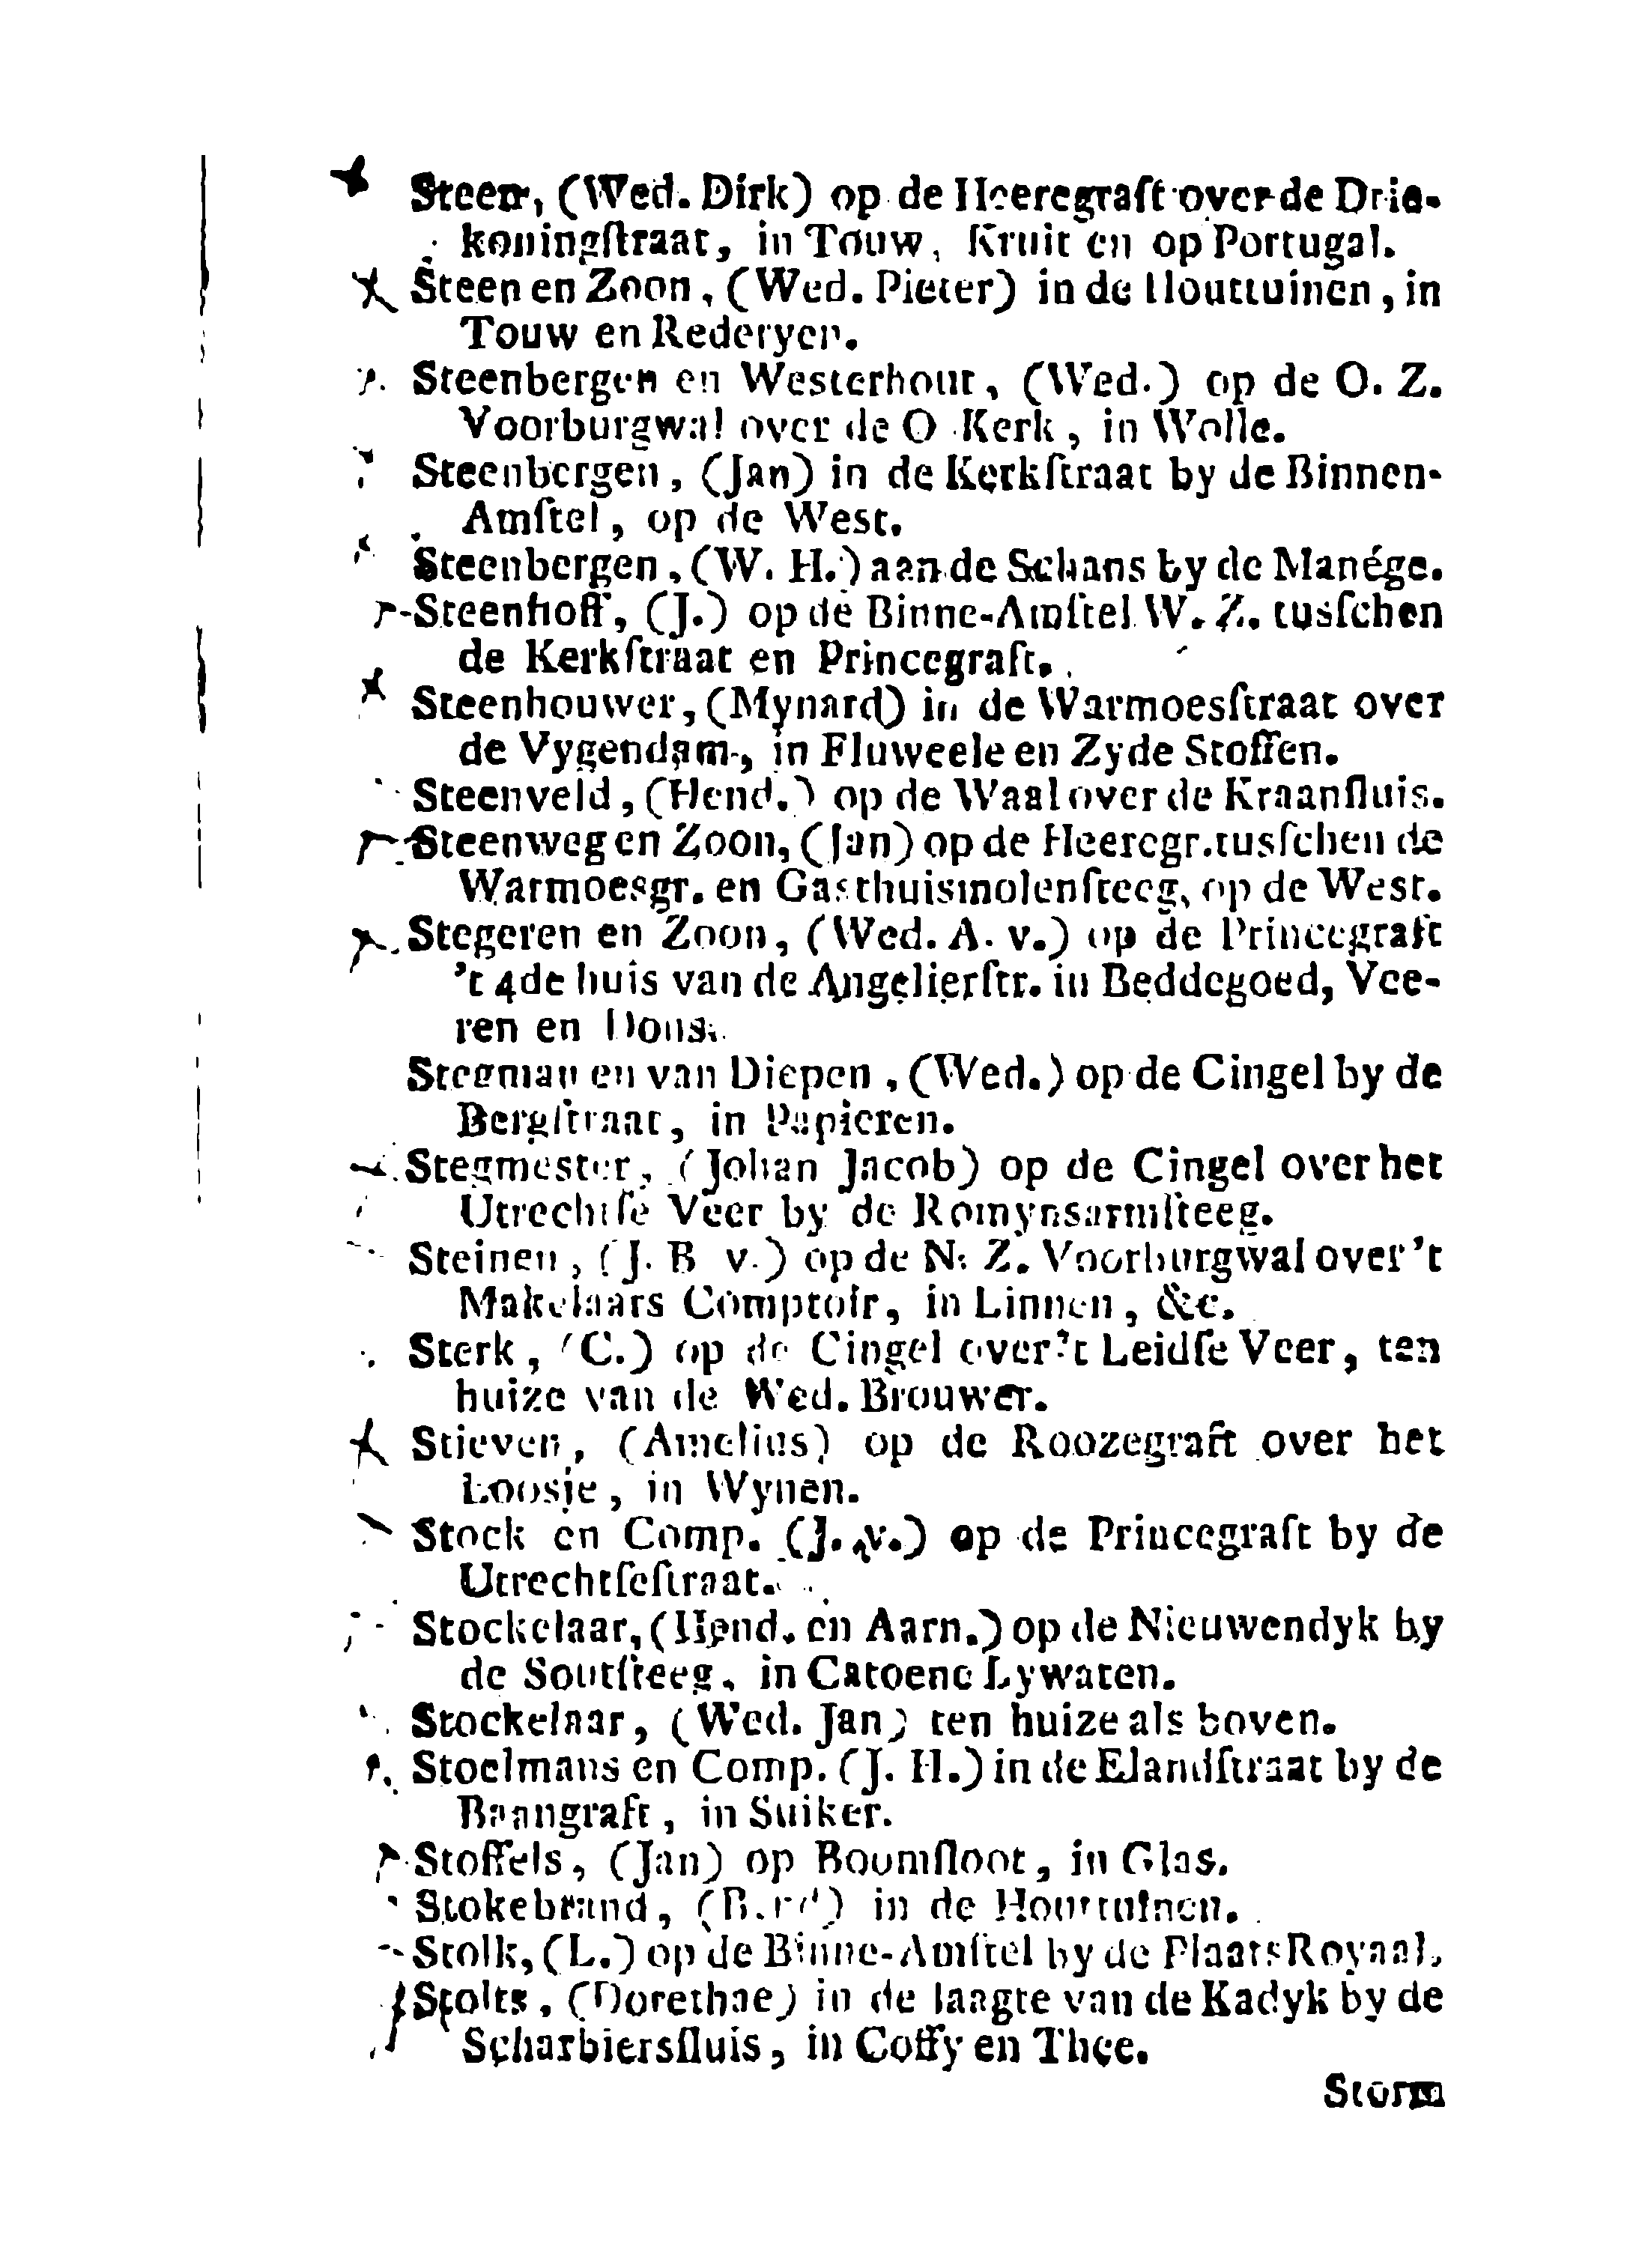 Steen, (Wed. Dirk) op de Heeregraft over de Drie-
koningſtraat, in Touw, Kruit en op Portugal.
Steen en Zoon, (Wed. Pieter) in de Houttuinen, in
Touw en Rederyen.
Steenbergen en Westerhout, (Wed.) op de O. Z.
Voorburgwal over de O Kerk, in Wolle.
Steenbergen, (Jan) in de Kerkſtraat by de Binnen-
Amſtel, op de West.
Steenbergen, (W. H.) aan de Schans by de Manége.
Steenhoff, (J.) op de Binne-Amſtel W. Z. tusſchen
de Kerkſtraat en Princegraft.
Steenhouwer, (Mynard) in de Warmoesſtraat over
de Vygendam, in Fluweele en Zyde Stoffen.
Steenveld, (Hend.) op de Waal over de Kraanſluis.
Steenweg en Zoon, (Jan) op de Heeregr. tusſchen de
Warmoesgr. en Gasthuismolenſteeg, op de West.
Stegeren en Zoon, (Wed. A. v.) op de Princegraft
't 4de huis van de Angelierſtr. in Beddegoed, Vee-
ren en Dons.
Stegman en van Diepen, (Wed.) op de Cingel by de
Bergſtraat, in Papieren.
Stegmester, (Johan Jacob) op de Cingel over het
Utrechtſe Veer by de Romynsarmſteeg.
Steinen, (J. B v.) op de N. Z. Voorburgwal over 't
Makelaars Comptoir, in Linnen, &c.
Sterk, (C.) op de Cingel over 't Leidſe Veer, ten
huize van de Wed. Brouwer.
Stieven, (Amelius) op de Roozegraft over het
Loosje, in Wynen.
Stock en Comp. (J. v.) op de Princegraft by de
Utrechtſeſtraat.
Stockelaar, (Hend. en Aarn.) op de Nieuwendyk by
de Soutſteeg, in Catoene Lywaten.
Stockelaar, (Wed. Jan) ten huize als boven.
Stoelmans en Comp. (J. H.) in de Elandſtraat by de
Baangraft, in Suiker.
Stoffels, (Jan) op Boomſloot, in Glas.
Stokebrand, in de Houttuinen.
Stolk, (L.) op de Binne-Amſtel by de Plaats Royaal.
Stolts, (Dorethae) in de laagte van de Kadyk by de
Scharbiersſluis, in Coffy en Thee.
Storm